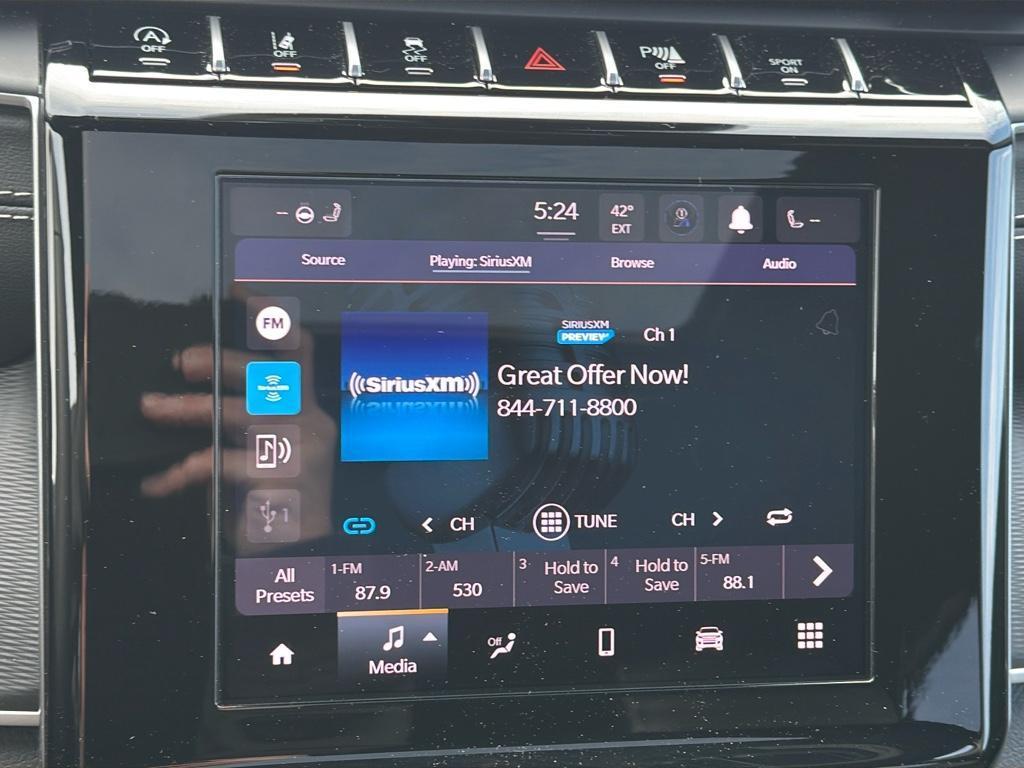 A
OFF
OFF
OFF
P
OFF
SPORT
ON
--
5:24
42°
EXT
--
Source
Playing: SiriusXM
Browse
Audio
FM
SiriusXM
SIRIUSXM
PREVIEW
Ch 1
Great Offer Now!
844-711-8800
1
CH
TUNE
CH
All
Presets
1-FM
87.9
2-AM
530
3 Hold to
Save
4 Hold to
Save
5-FM
88.1
Off
Media